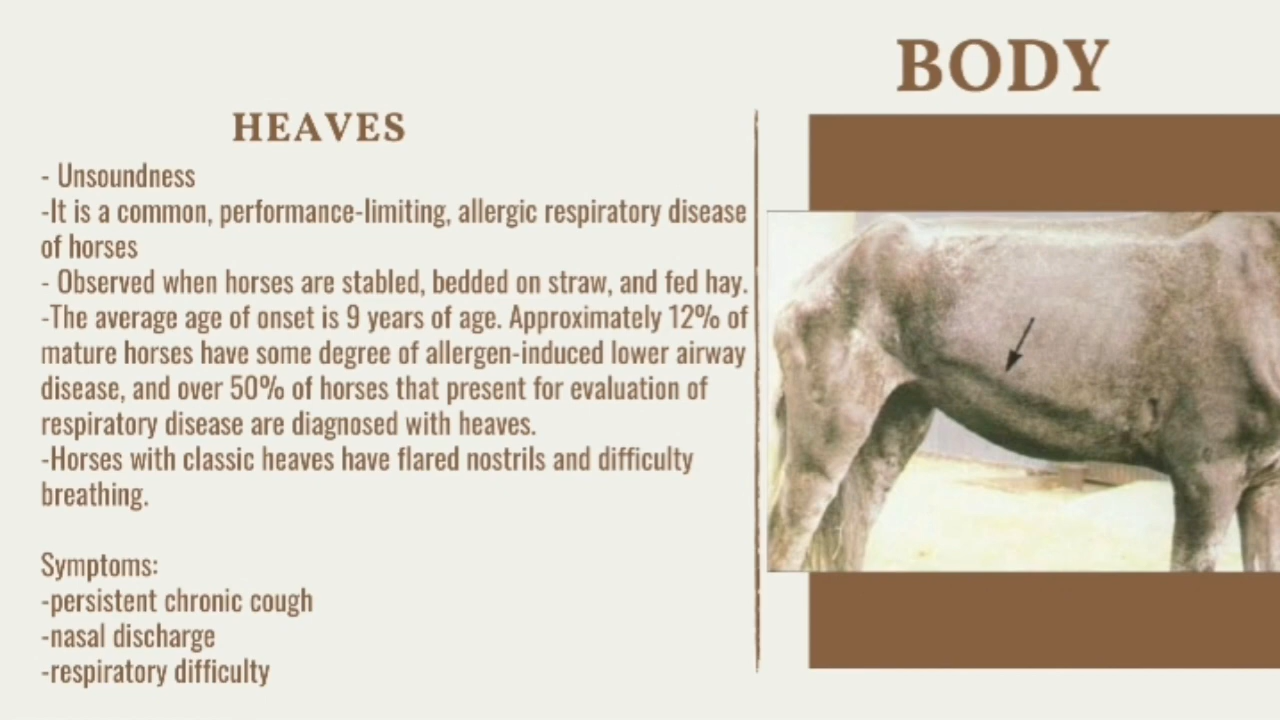 BODY
HEAVES
- Unsoundness
-It is a common, performance-limiting, allergic respiratory disease
of horses
- Observed when horses are stabled, bedded on straw, and fed hay.
-The average age of onset is 9 years of age. Approximately 12% of
mature horses have some degree of allergen-induced lower airway
disease, and over 50% of horses that present for evaluation of
respiratory disease are diagnosed with heaves.
-Horses with classic heaves have flared nostrils and difficulty
breathing.
Symptoms:
-persistent chronic cough
-nasal discharge
-respiratory difficulty